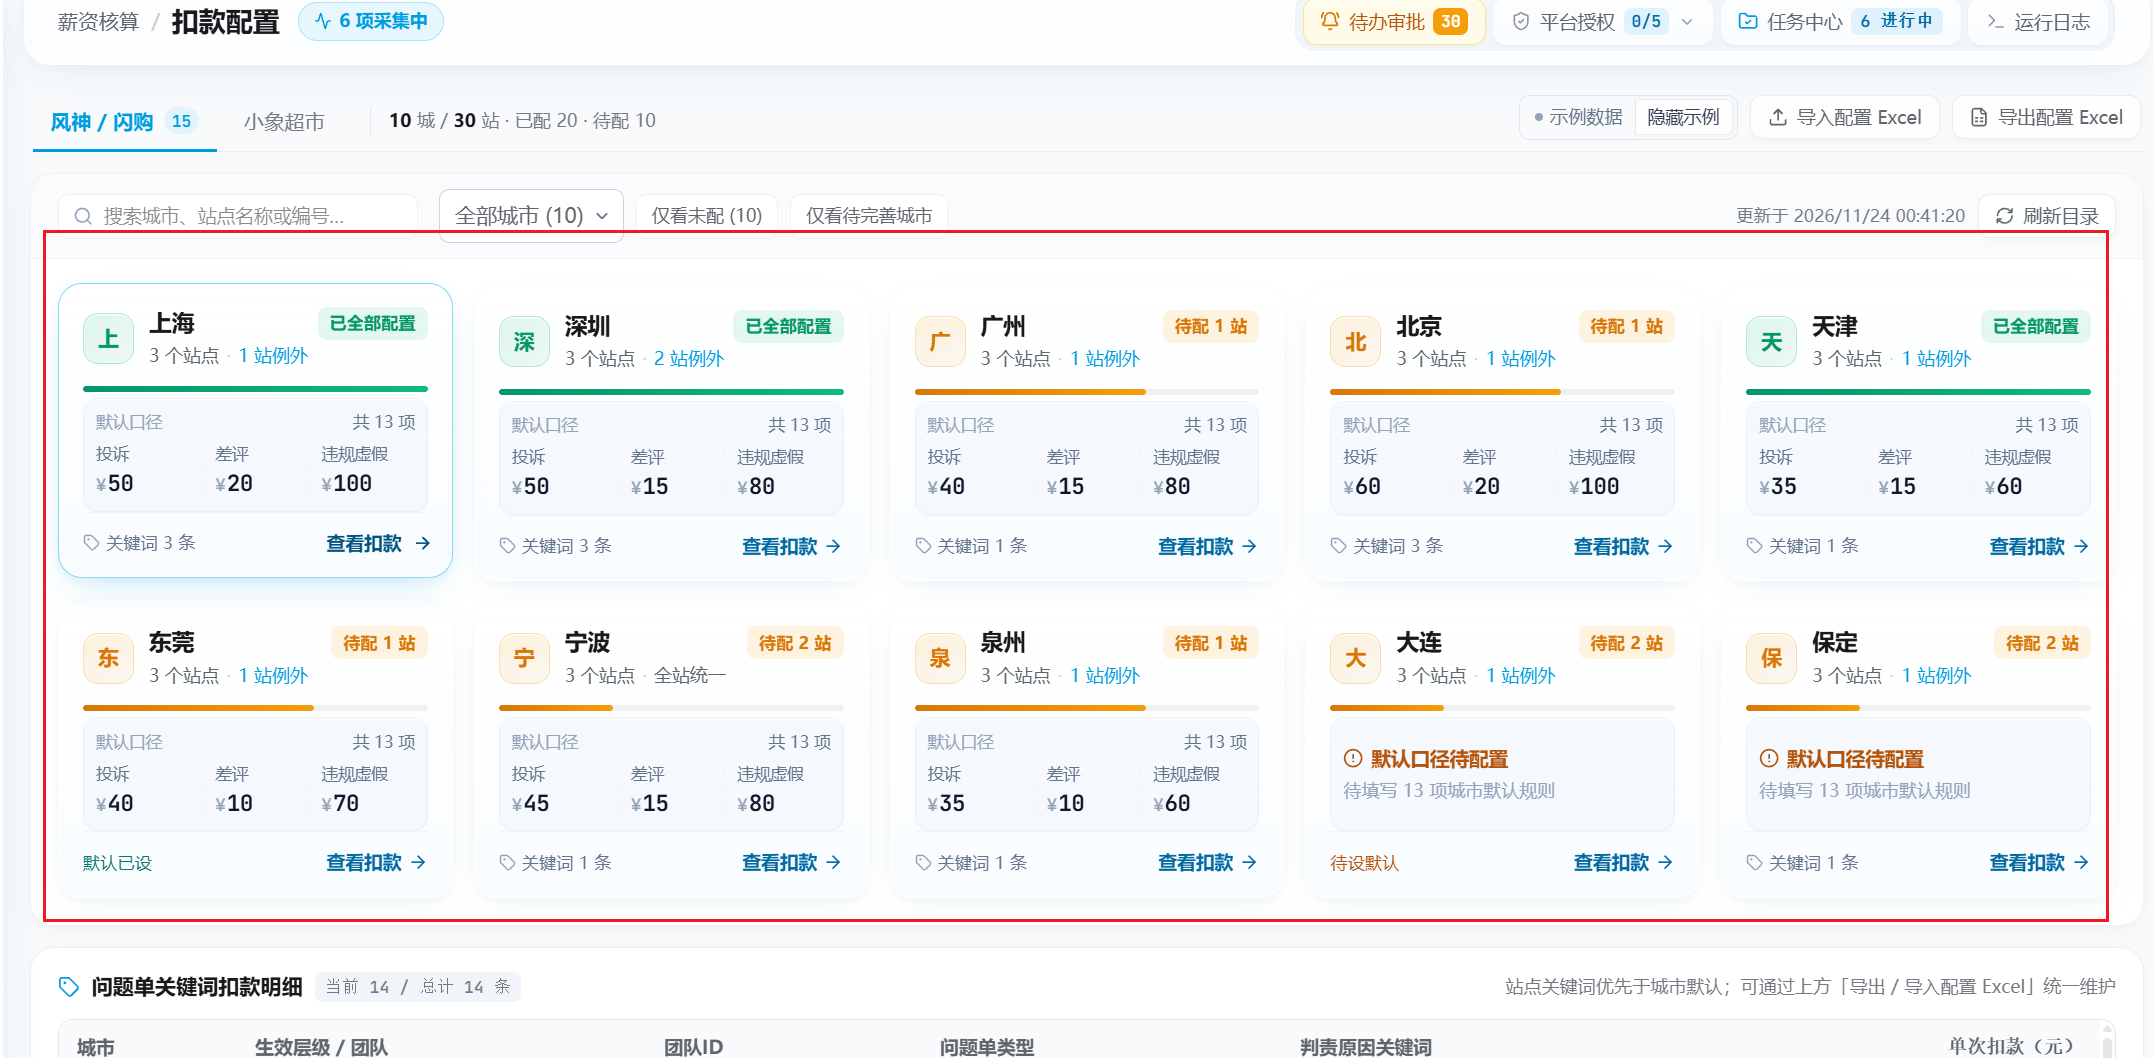 薪资核算 / 扣款配置 6 项采集中 待办审批 30 平台授权 0/5 任务中心 6 进行中 运行日志
风神 / 闪购 15 小象超市 10 城 / 30 站 · 已配 20 · 待配 10 示例数据 隐藏示例 导入配置 Excel 导出配置 Excel
搜索城市、站点名称或编号... 全部城市 (10) 仅看未配 (10) 仅看待完善城市 更新于 2026/11/24 00:41:20 刷新目录
上 上海 已全部配置
3 个站点 · 1 站例外
默认口径 共 13 项
投诉 差评 违规虚假
¥50 ¥20 ¥100
关键词 3 条 查看扣款
深 深圳 已全部配置
3 个站点 · 2 站例外
默认口径 共 13 项
投诉 差评 违规虚假
¥50 ¥15 ¥80
关键词 3 条 查看扣款
广 广州 待配 1 站
3 个站点 · 1 站例外
默认口径 共 13 项
投诉 差评 违规虚假
¥40 ¥15 ¥80
关键词 1 条 查看扣款
北 北京 待配 1 站
3 个站点 · 1 站例外
默认口径 共 13 项
投诉 差评 违规虚假
¥60 ¥20 ¥100
关键词 3 条 查看扣款
天 天津 已全部配置
3 个站点 · 1 站例外
默认口径 共 13 项
投诉 差评 违规虚假
¥35 ¥15 ¥60
关键词 1 条 查看扣款
东 东莞 待配 1 站
3 个站点 · 1 站例外
默认口径 共 13 项
投诉 差评 违规虚假
¥40 ¥10 ¥70
默认已设 查看扣款
宁 宁波 待配 2 站
3 个站点 · 全站统一
默认口径 共 13 项
投诉 差评 违规虚假
¥45 ¥15 ¥80
关键词 1 条 查看扣款
泉 泉州 待配 1 站
3 个站点 · 1 站例外
默认口径 共 13 项
投诉 差评 违规虚假
¥35 ¥10 ¥60
关键词 1 条 查看扣款
大 大连 待配 2 站
3 个站点 · 1 站例外
默认口径待配置
待填写 13 项城市默认规则
待设默认 查看扣款
保 保定 待配 2 站
3 个站点 · 1 站例外
默认口径待配置
待填写 13 项城市默认规则
关键词 1 条 查看扣款
问题单关键词扣款明细 当前 14 / 总计 14 条 站点关键词优先于城市默认；可通过上方「导出 / 导入配置 Excel」统一维护
城市 生效层级 / 团队 团队ID 问题单类型 判责原因关键词 单次扣款（元）